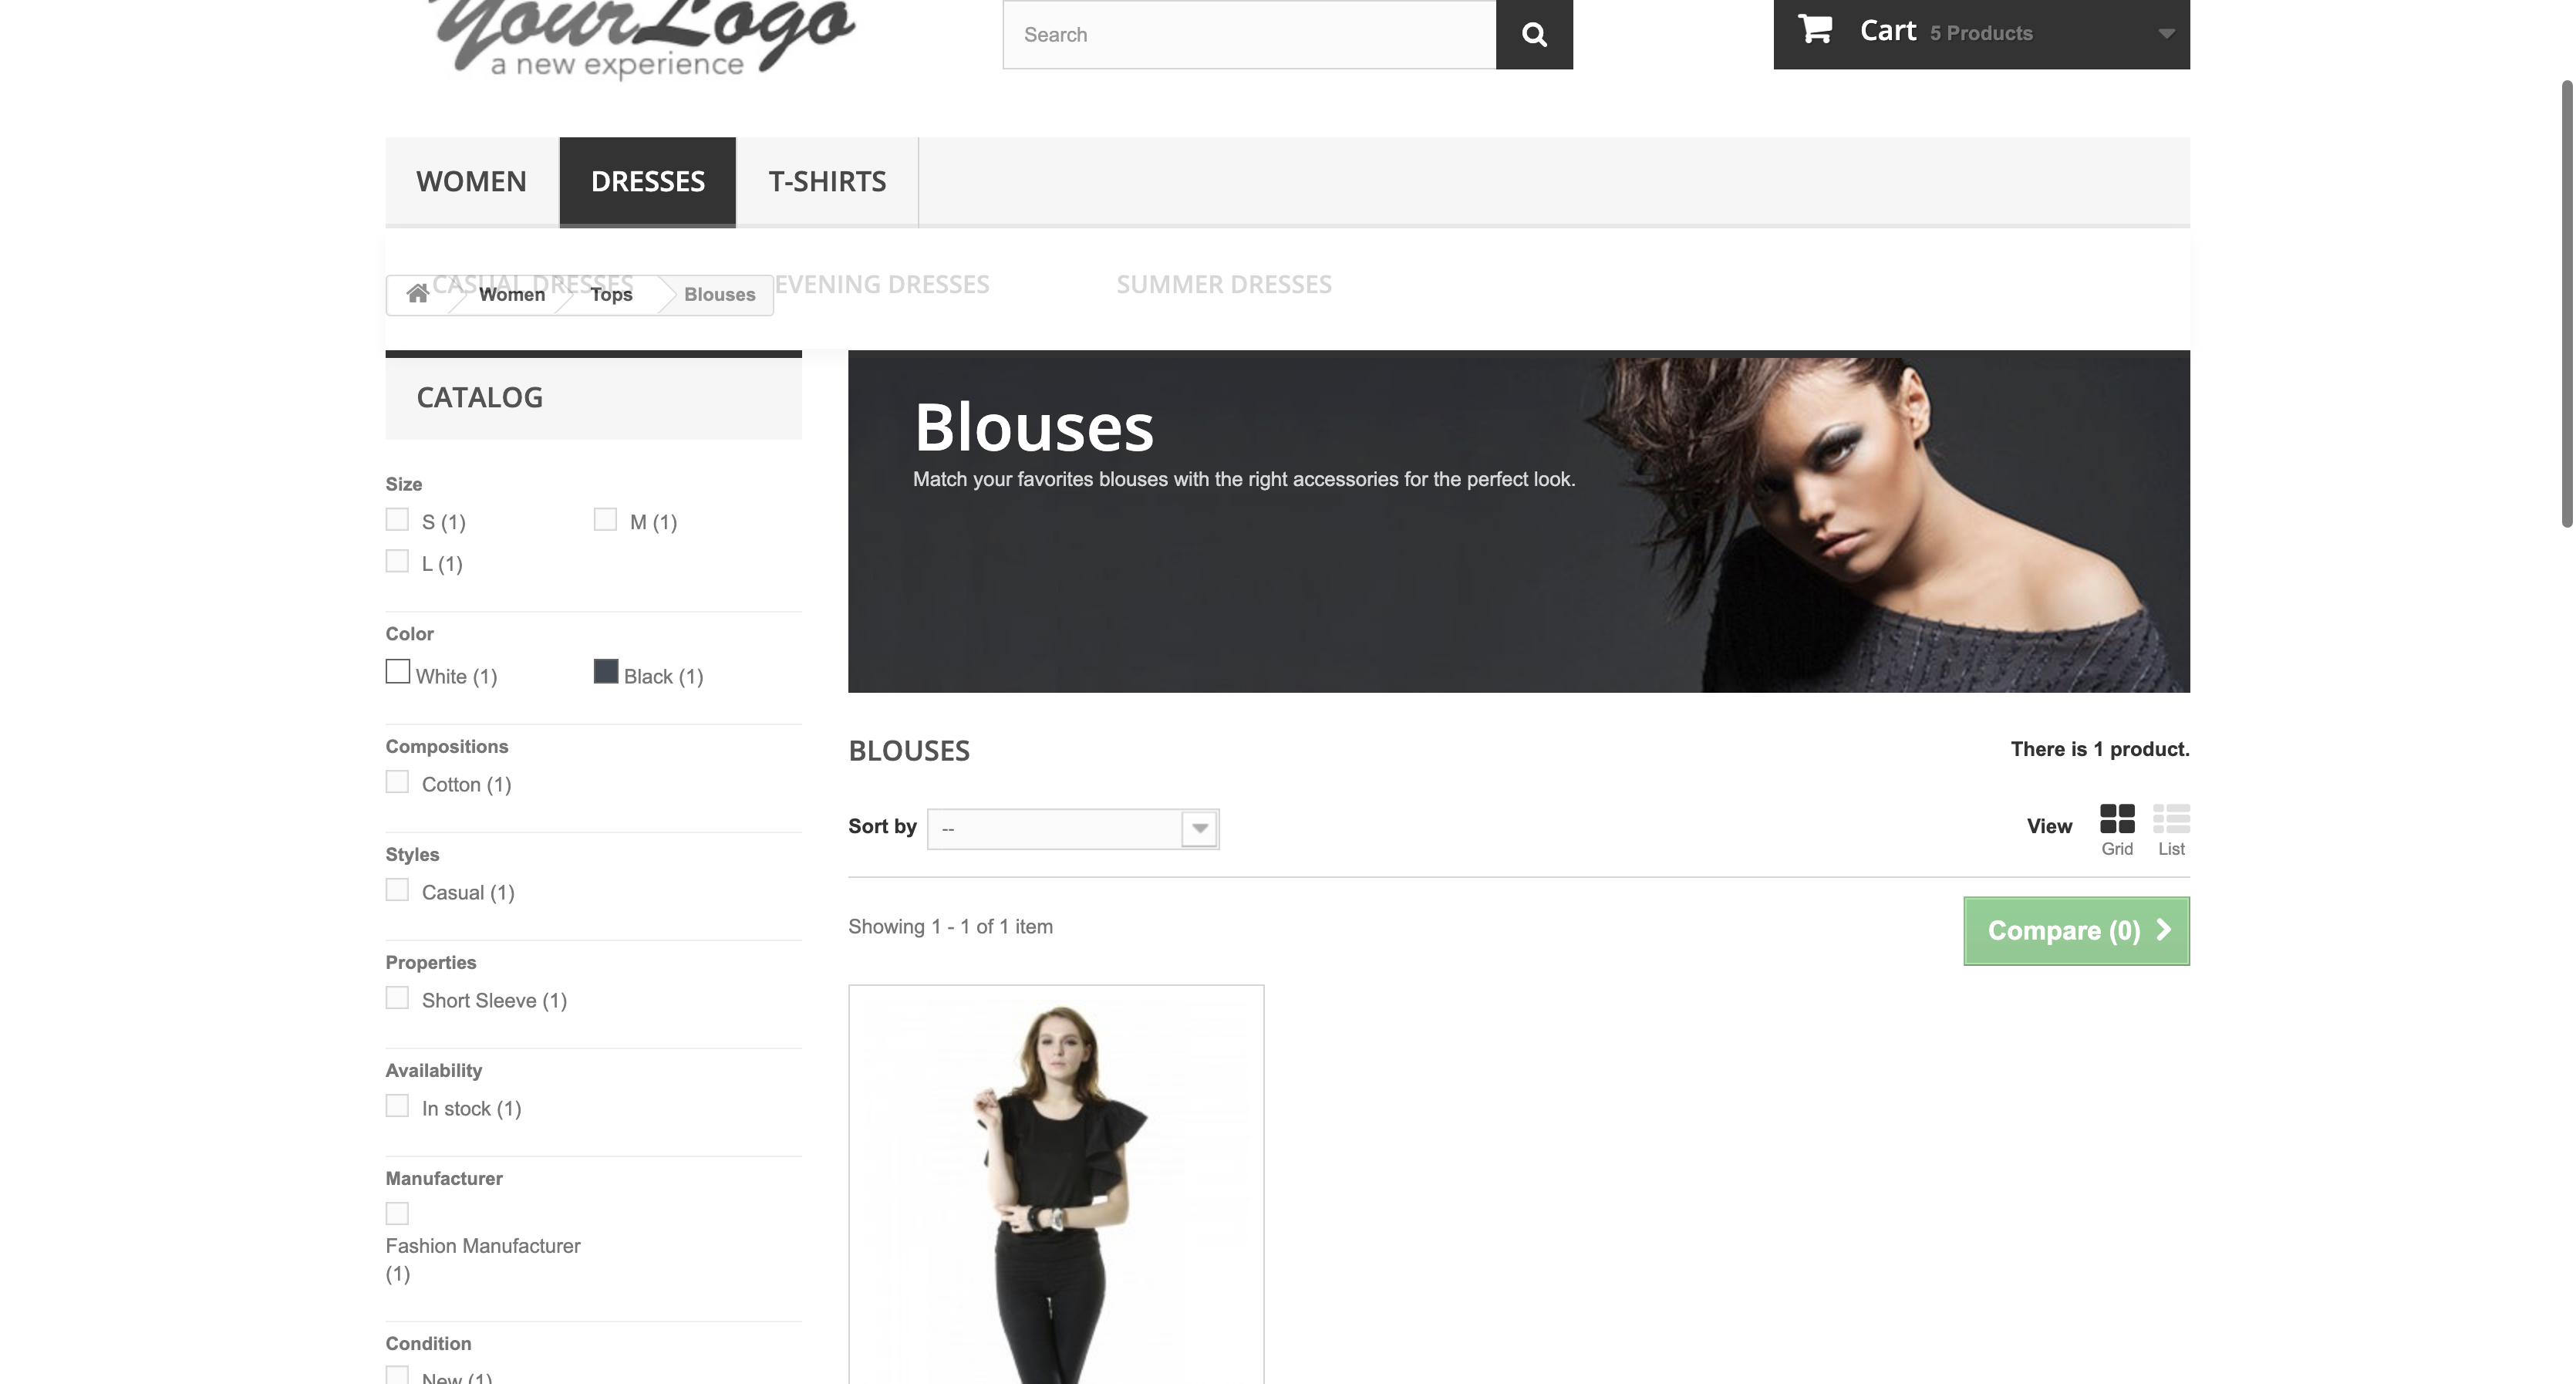 YourLogo
a new experience
Search
Cart 5 Products
WOMEN DRESSES T-SHIRTS
CASUAL DRESSES EVENING DRESSES SUMMER DRESSES
Women Tops Blouses
CATALOG
Blouses
Match your favorites blouses with the right accessories for the perfect look.
Size
S (1) M (1)
L (1)
Color
White (1) Black (1)
Compositions
Cotton (1)
Styles
Casual (1)
Properties
Short Sleeve (1)
Availability
In stock (1)
Manufacturer
Fashion Manufacturer
(1)
Condition
New (1)
BLOUSES There is 1 product.
Sort by -- View Grid List
Showing 1 - 1 of 1 item Compare (0)